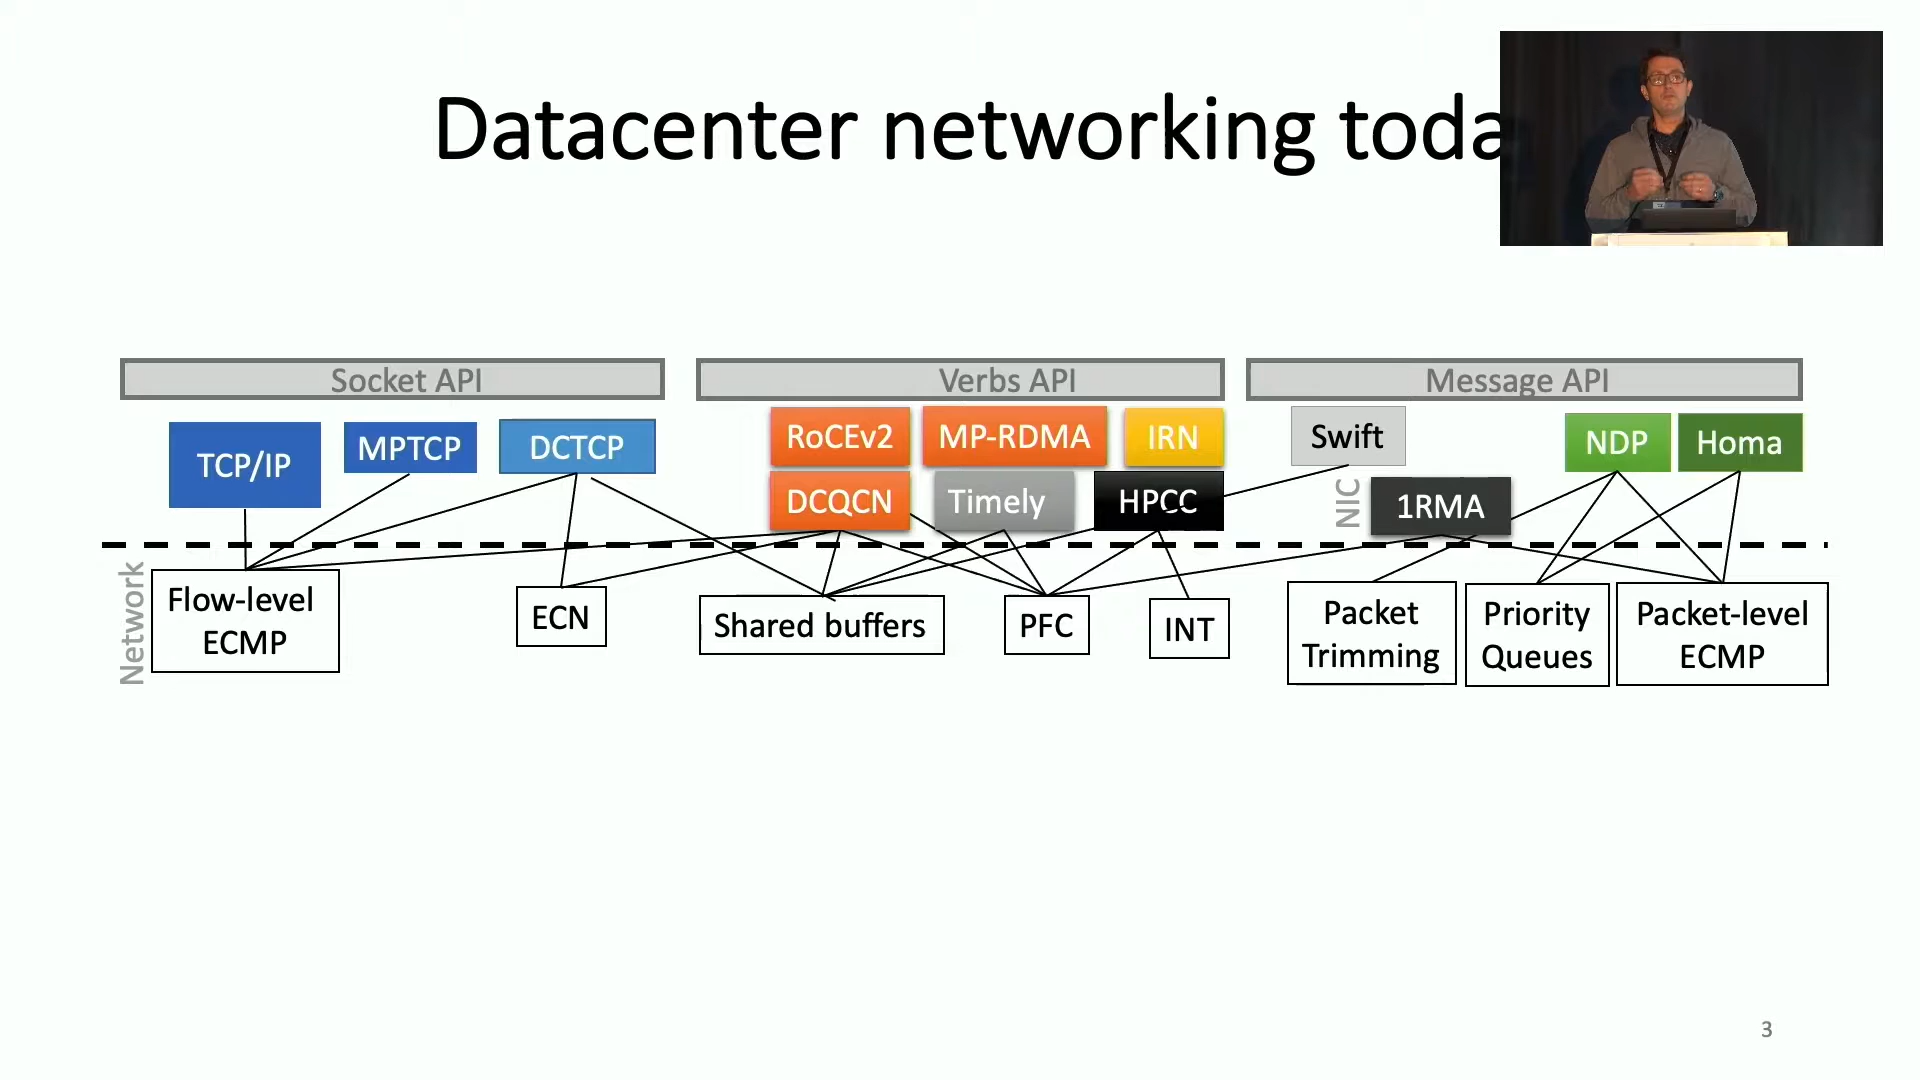 Datacenter networking toda
Socket API
Verbs API
Message API
TCP/IP
MPTCP
DCTCP
RoCEv2
MP-RDMA
IRN
DCQCN
Timely
HPCC
Swift
NIC
1RMA
NDP
Homa
Network
Flow-level
ECMP
ECN
Shared buffers
PFC
INT
Packet
Trimming
Priority
Queues
Packet-level
ECMP
3